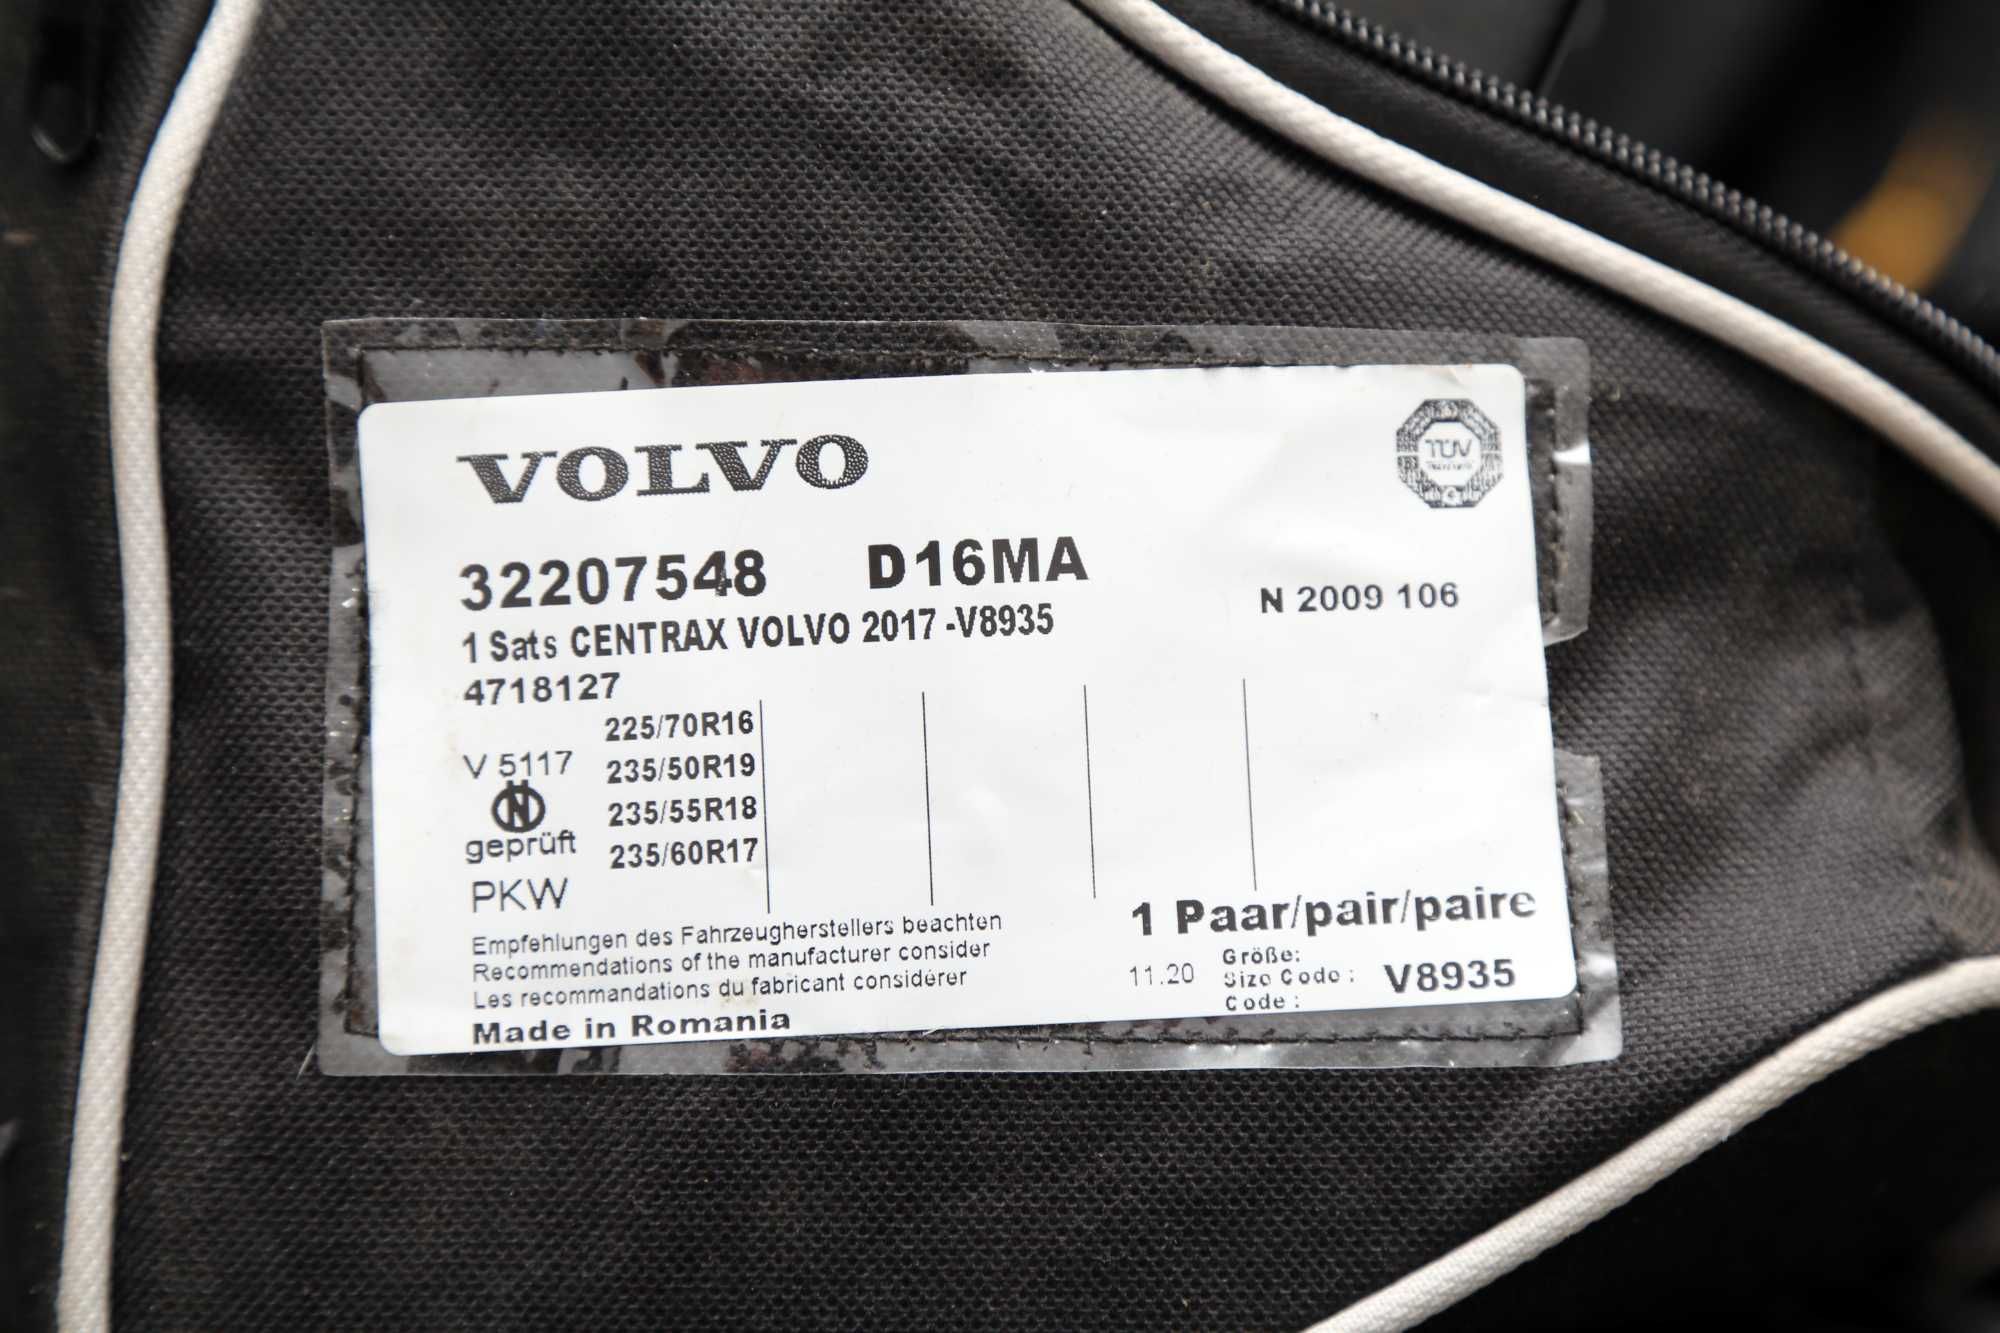 VOLVO
TÜV
32207548 D16MA
N 2009 106
1 Sats CENTRAX VOLVO 2017 -V8935
4718127
225/70R16
V 5117 235/50R19
N 235/55R18
geprüft 235/60R17
PKW
1 Paar/pair/paire
Empfehlungen des Fahrzeugherstellers beachten
Recommendations of the manufacturer consider
Les recommandations du fabricant considérer
Made in Romania
Größe:
11.20 Size Code : V8935
Code :